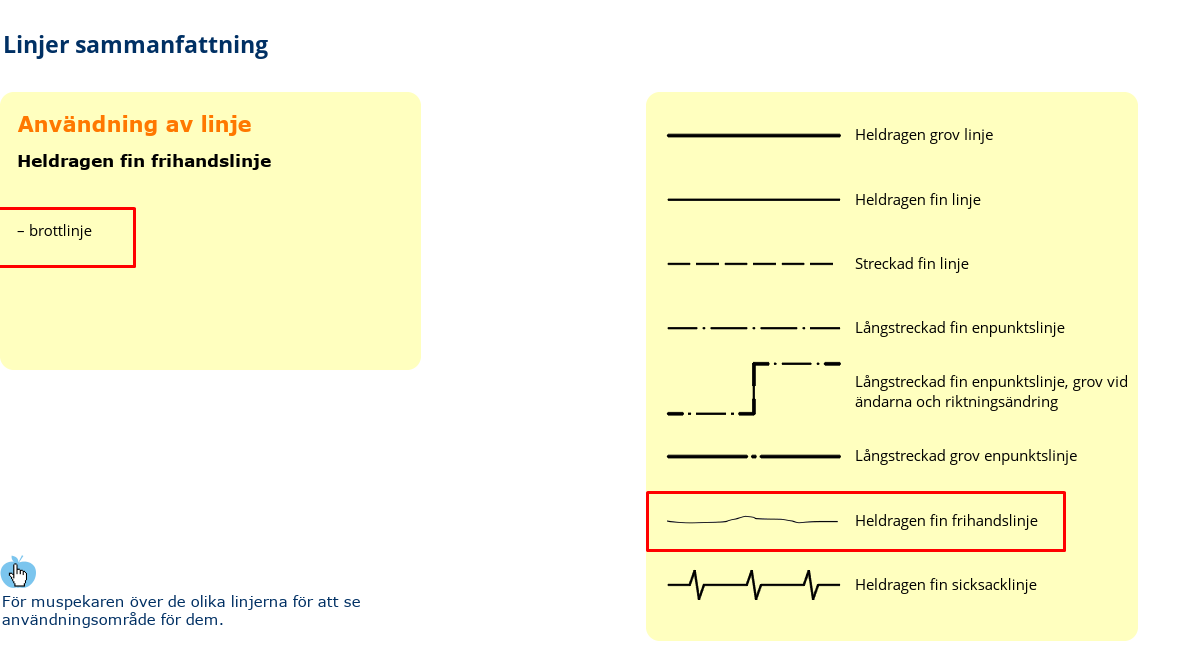 Linjer sammanfattning
Användning av linje
Heldragen fin frihandslinje
– brottlinje
För muspekaren över de olika linjerna för att se
användningsområde för dem.
Heldragen grov linje
Heldragen fin linje
Streckad fin linje
Långstreckad fin enpunktslinje
Långstreckad fin enpunktslinje, grov vid
ändarna och riktningsändring
Långstreckad grov enpunktslinje
Heldragen fin frihandslinje
Heldragen fin sicksacklinje